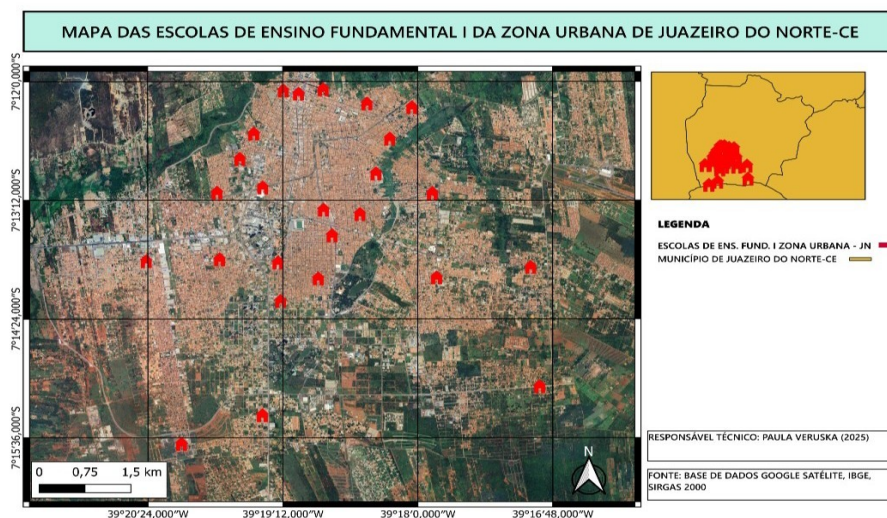 MAPA DAS ESCOLAS DE ENSINO FUNDAMENTAL I DA ZONA URBANA DE JUAZEIRO DO NORTE-CE
7°12'0,000"S
7°13'12,000"S
7°14'24,000"S
7°15'36,000"S
0 0,75 1,5 km
N
39°20'24,000"W 39°19'12,000"W 39°18'0,000"W 39°16'48,000"W
LEGENDA
ESCOLAS DE ENS. FUND. I ZONA URBANA - JN
MUNICÍPIO DE JUAZEIRO DO NORTE-CE
RESPONSÁVEL TÉCNICO: PAULA VERUSKA (2025)
FONTE: BASE DE DADOS GOOGLE SATÉLITE, IBGE,
SIRGAS 2000